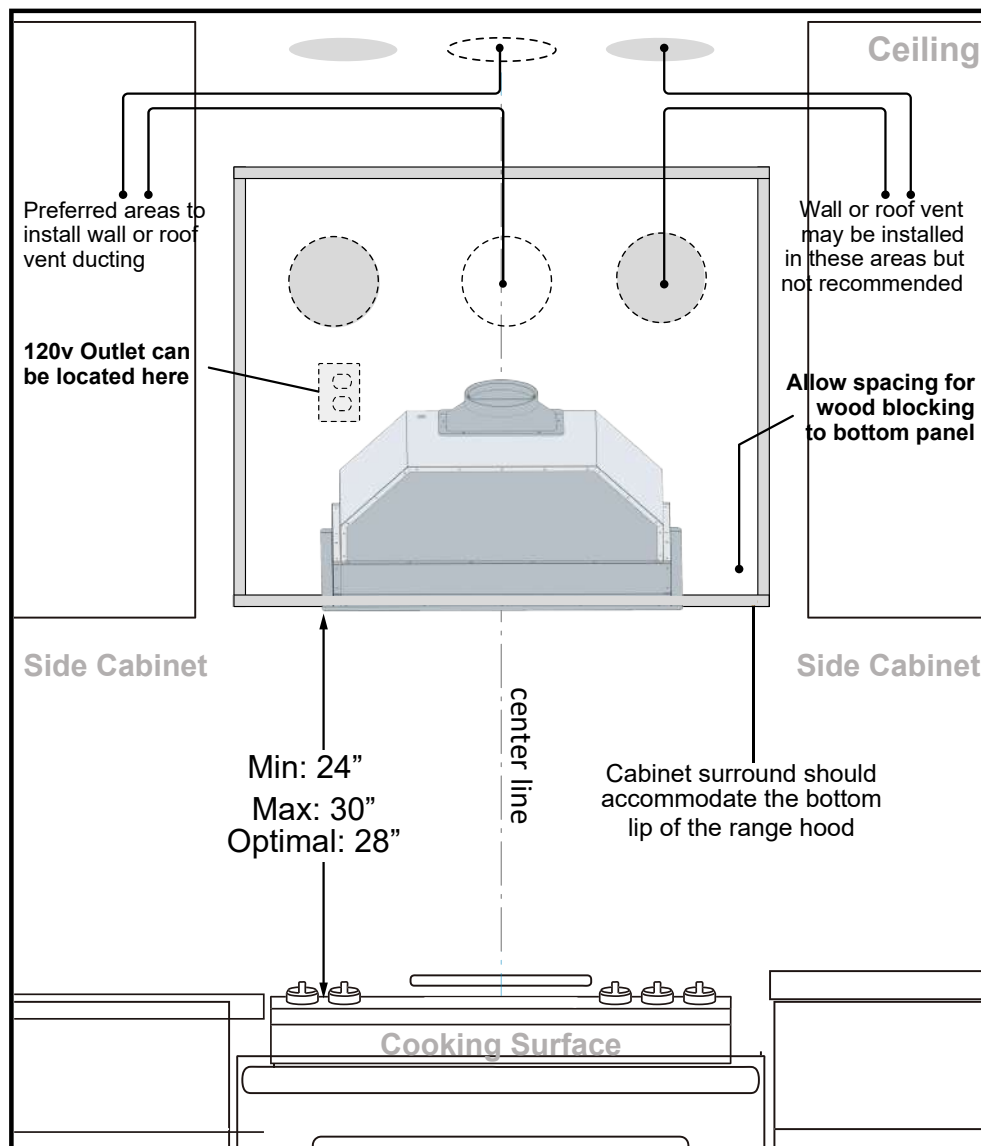 Ceiling
Preferred areas to
install wall or roof
vent ducting
Wall or roof vent
may be installed
in these areas but
not recommended
120v Outlet can
be located here
Allow spacing for
wood blocking
to bottom panel
Side Cabinet
Side Cabinet
center line
Min: 24”
Max: 30”
Optimal: 28”
Cabinet surround should
accommodate the bottom
lip of the range hood
Cooking Surface